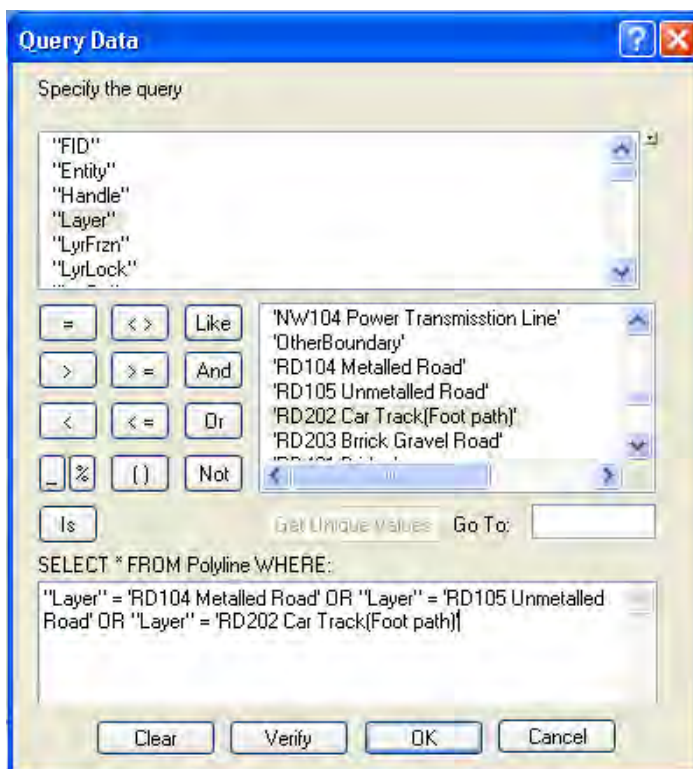 Query Data
Specify the query
"FID"
"Entity"
"Handle"
"Layer"
"LyrFrzn"
"LyrLock"
= < > Like
> > = And
< < = Or
_ % ( ) Not
Is
'NW104 Power Transmisstion Line'
'OtherBoundary'
'RD104 Metalled Road'
'RD105 Unmetalled Road'
'RD202 Car Track(Foot path)'
'RD203 Brrick Gravel Road'
Get Unique Values Go To:
SELECT * FROM Polyline WHERE:
"Layer" = 'RD104 Metalled Road' OR "Layer" = 'RD105 Unmetalled
Road' OR "Layer" = 'RD202 Car Track(Foot path)'
Clear Verify OK Cancel